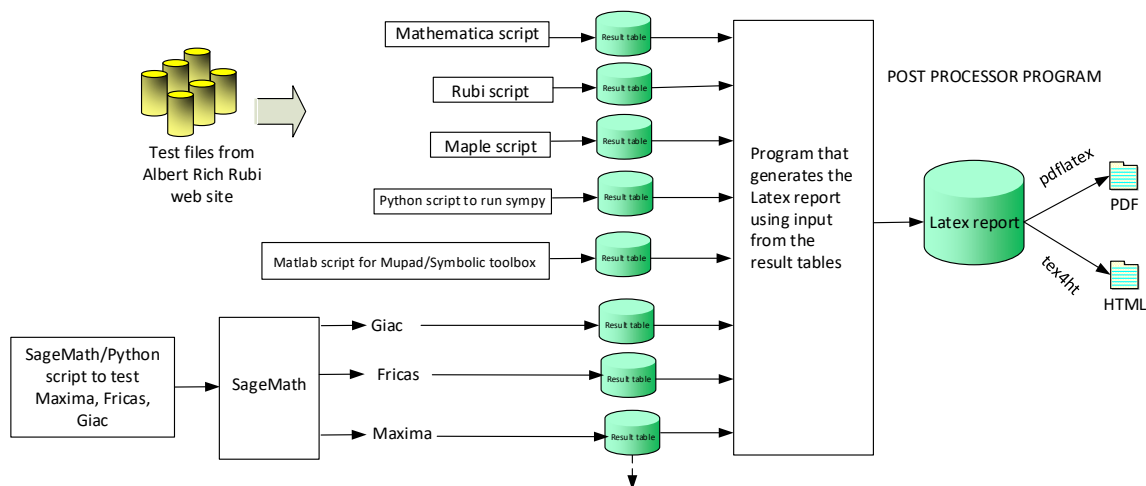 Mathematica script
Result table
Rubi script
Result table
Maple script
Result table
Python script to run sympy
Result table
Matlab script for Mupad/Symbolic toolbox
Result table
Test files from
Albert Rich Rubi
web site
SageMath/Python
script to test
Maxima, Fricas,
Giac
SageMath
Giac
Result table
Fricas
Result table
Maxima
Result table
Program that
generates the
Latex report
using input
from the
result tables
POST PROCESSOR PROGRAM
Latex report
pdflatex
PDF
tex4ht
HTML